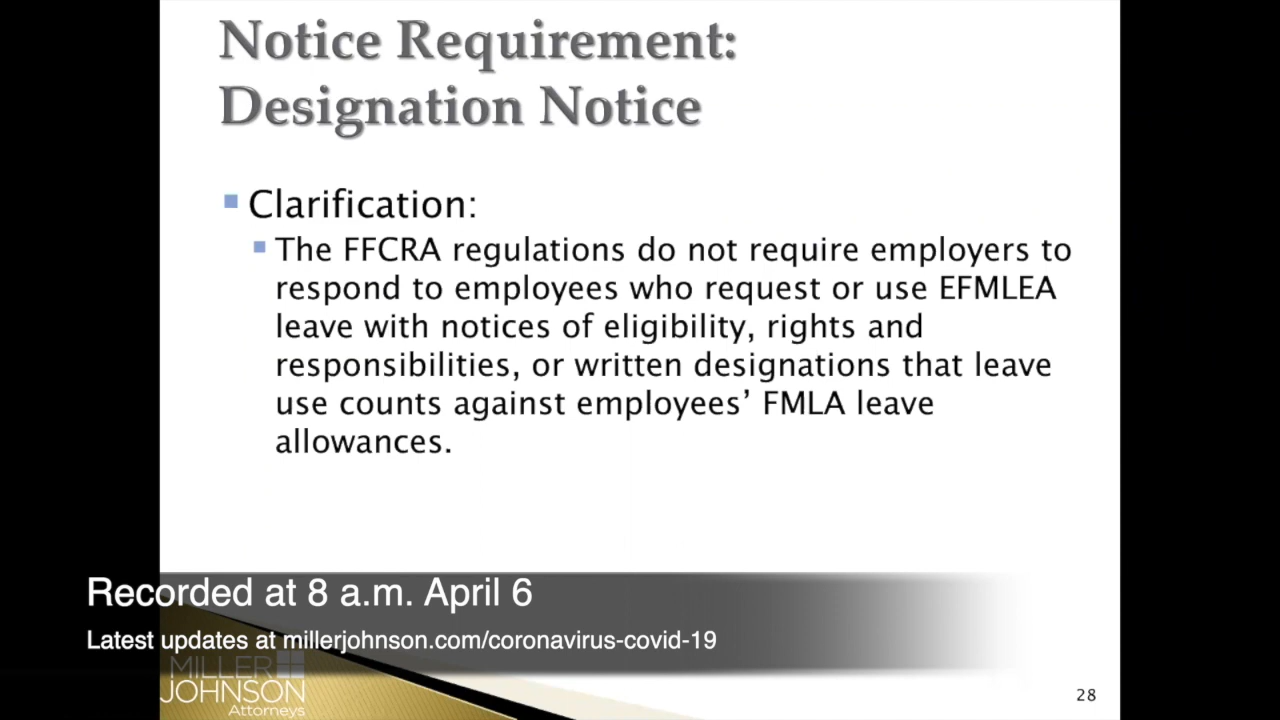 Notice Requirement:
Designation Notice
Clarification:
The FFCRA regulations do not require employers to
respond to employees who request or use EFMLEA
leave with notices of eligibility, rights and
responsibilities, or written designations that leave
use counts against employees’ FMLA leave
allowances.
Recorded at 8 a.m. April 6
Latest updates at millerjohnson.com/coronavirus-covid-19
MILLER
JOHNSON
Attorneys
28